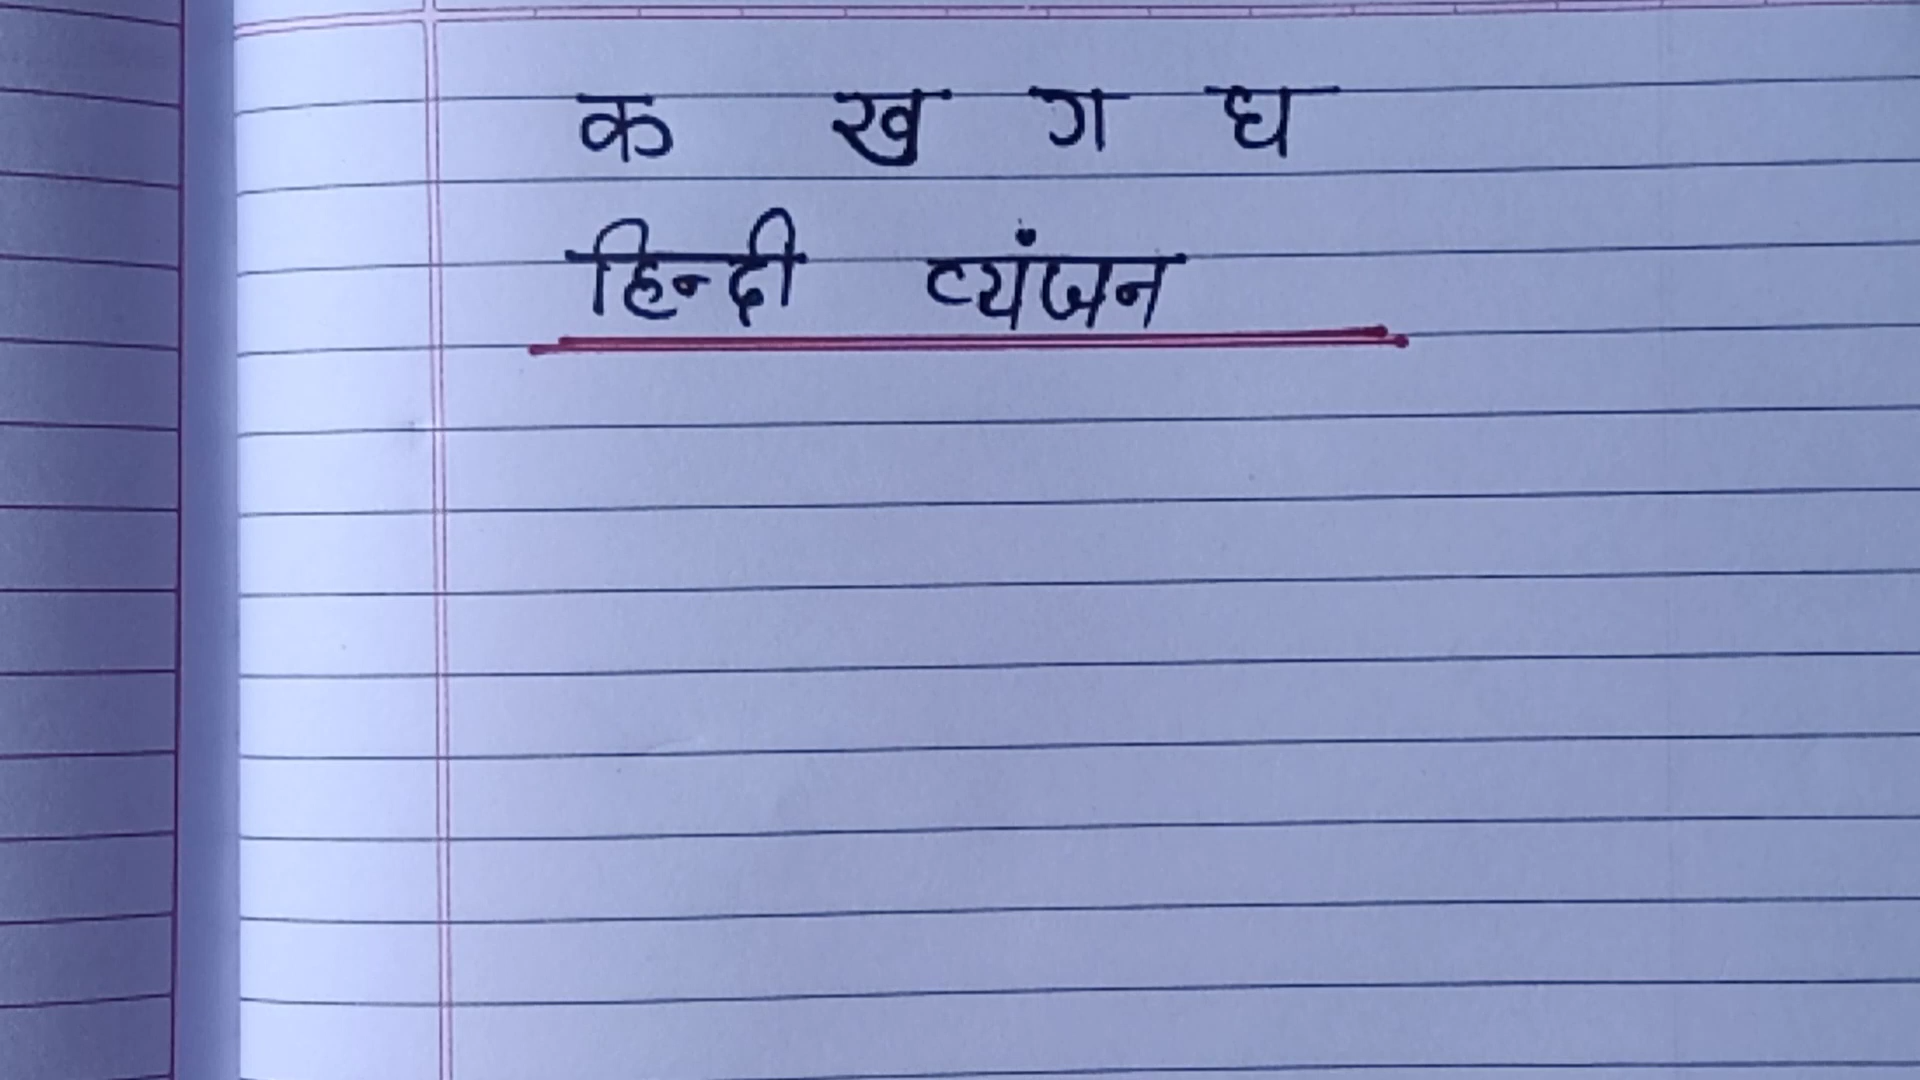 क ख ग घ
हिन्दी व्यंजन